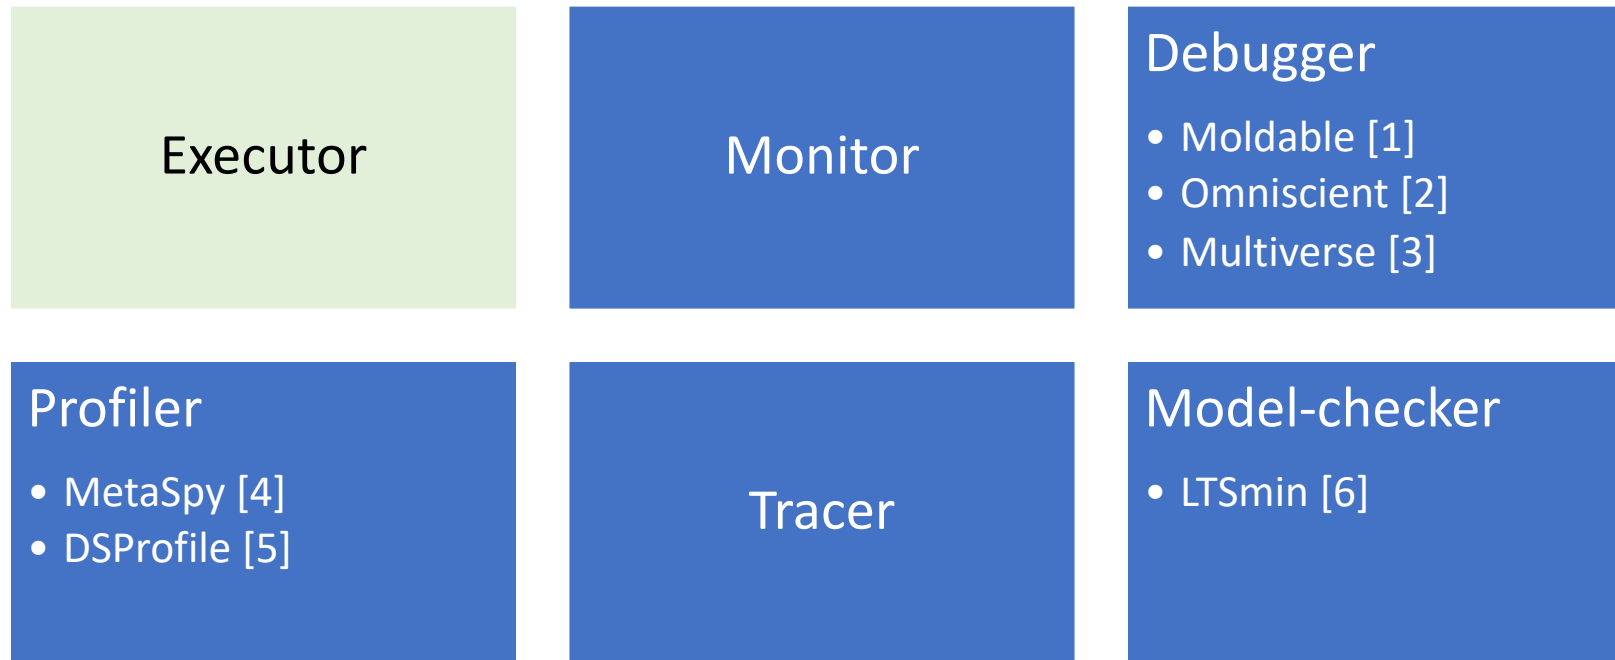 Executor
Monitor
Debugger
• Moldable [1]
• Omniscient [2]
• Multiverse [3]
Profiler
• MetaSpy [4]
• DSProfile [5]
Tracer
Model-checker
• LTSmin [6]